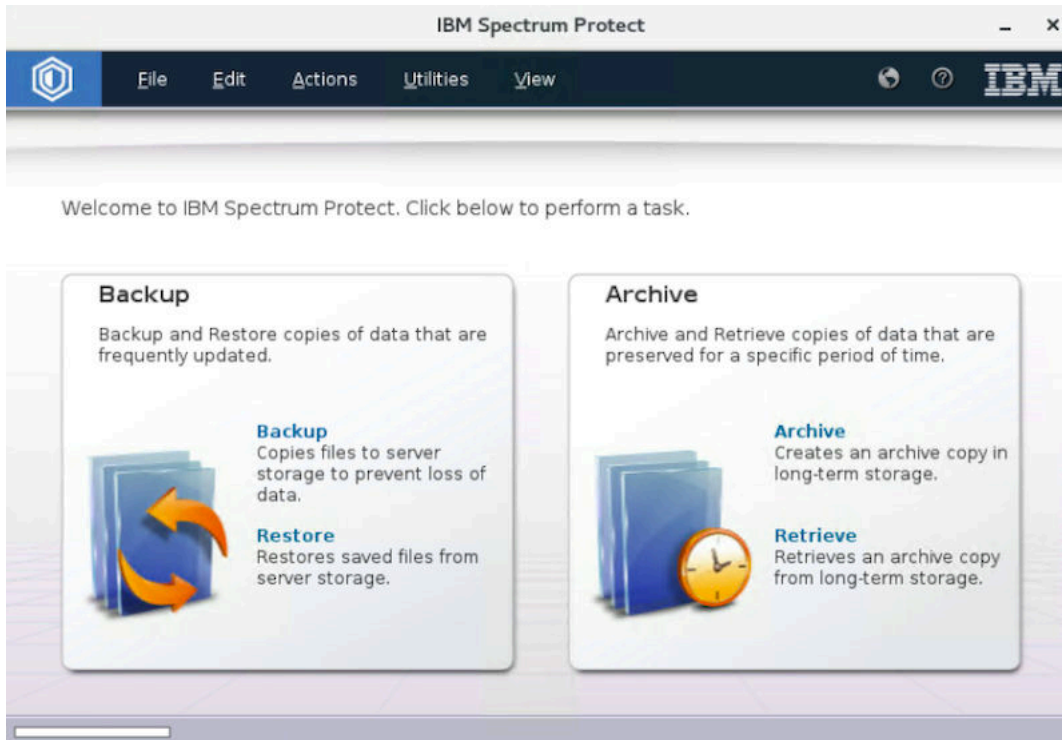 IBM Spectrum Protect
File Edit Actions Utilities View
IBM
Welcome to IBM Spectrum Protect. Click below to perform a task.
Backup
Backup and Restore copies of data that are
frequently updated.
Backup
Copies files to server
storage to prevent loss of
data.
Restore
Restores saved files from
server storage.
Archive
Archive and Retrieve copies of data that are
preserved for a specific period of time.
Archive
Creates an archive copy in
long-term storage.
Retrieve
Retrieves an archive copy
from long-term storage.